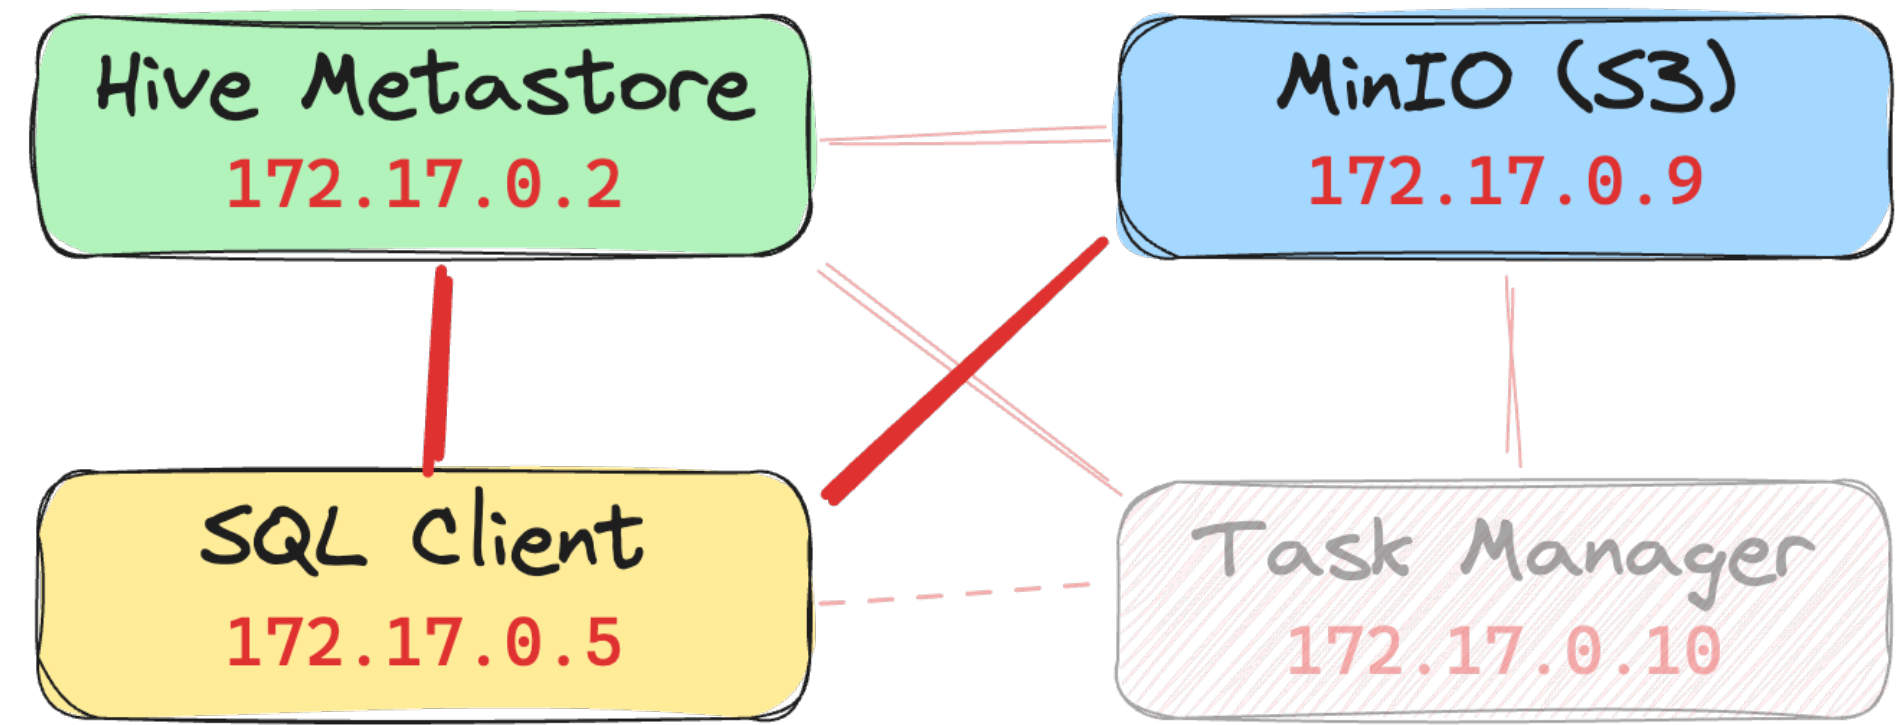 Hive Metastore
172.17.0.2
MinIO (S3)
172.17.0.9
SQL Client
172.17.0.5
Task Manager
172.17.0.10